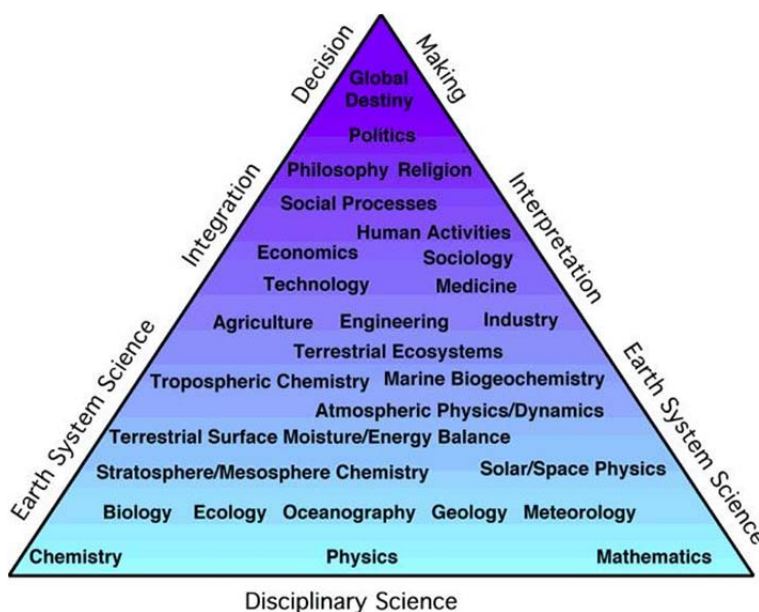 Decision
Making
Global
Destiny
Politics
Philosophy Religion
Integration
Interpretation
Social Processes
Human Activities
Economics
Sociology
Technology
Medicine
Agriculture Engineering Industry
Terrestrial Ecosystems
Earth System Science
Earth System Science
Tropospheric Chemistry Marine Biogeochemistry
Atmospheric Physics/Dynamics
Terrestrial Surface Moisture/Energy Balance
Stratosphere/Mesosphere Chemistry Solar/Space Physics
Biology Ecology Oceanography Geology Meteorology
Chemistry Physics Mathematics
Disciplinary Science